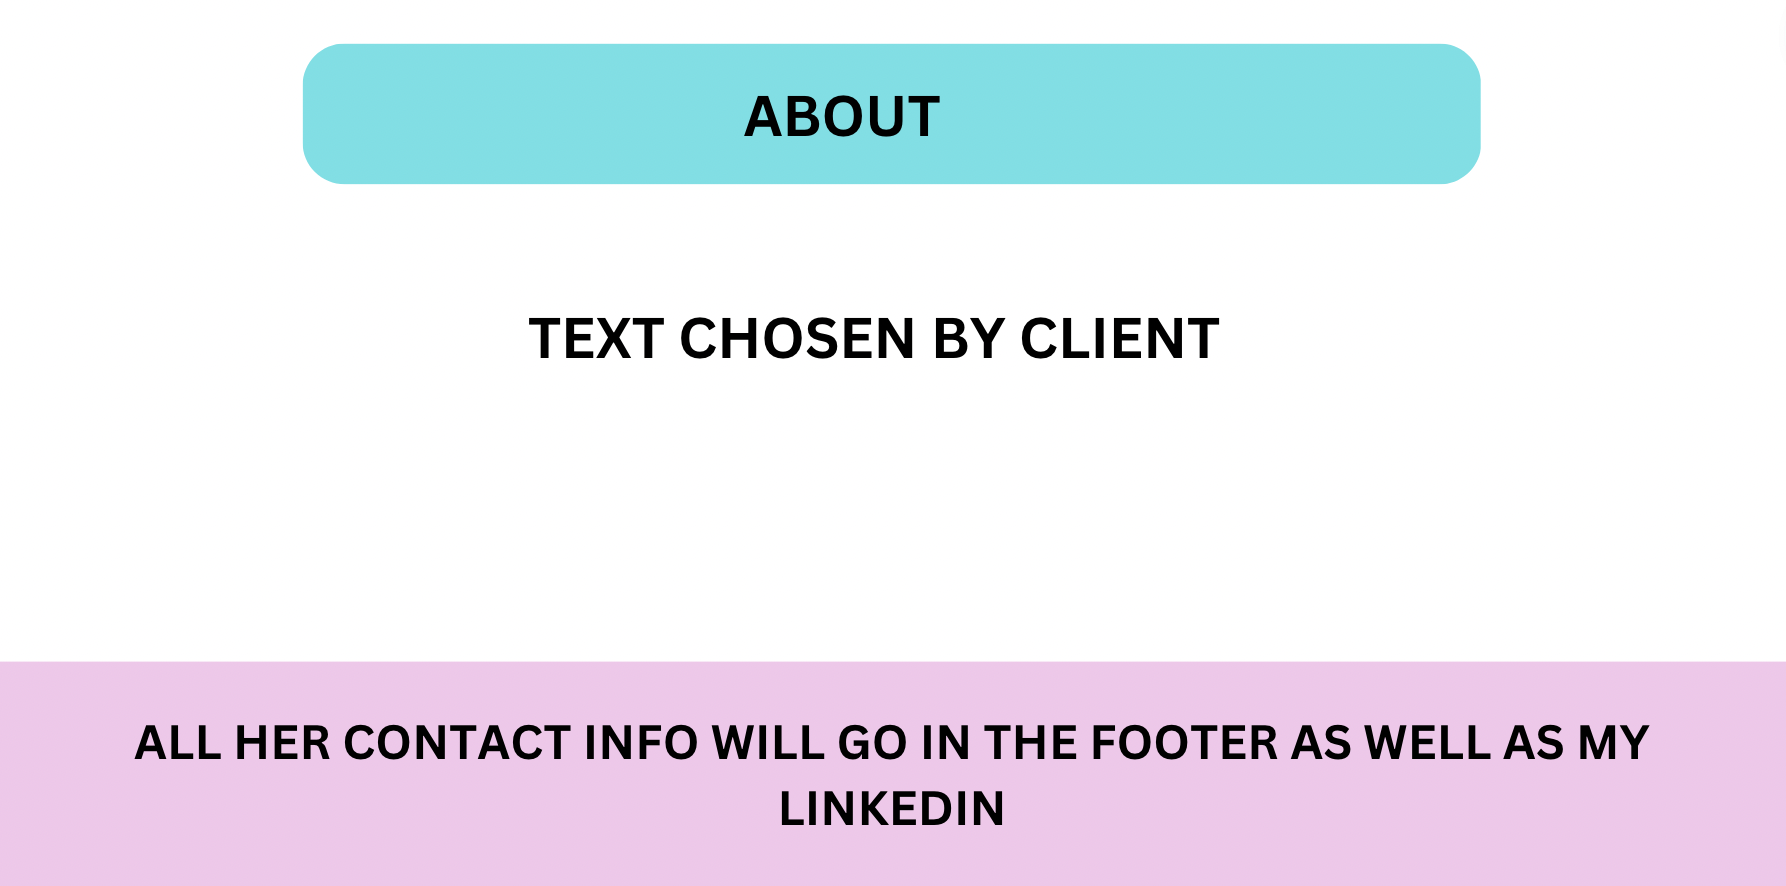 ABOUT
TEXT CHOSEN BY CLIENT
ALL HER CONTACT INFO WILL GO IN THE FOOTER AS WELL AS MY
LINKEDIN